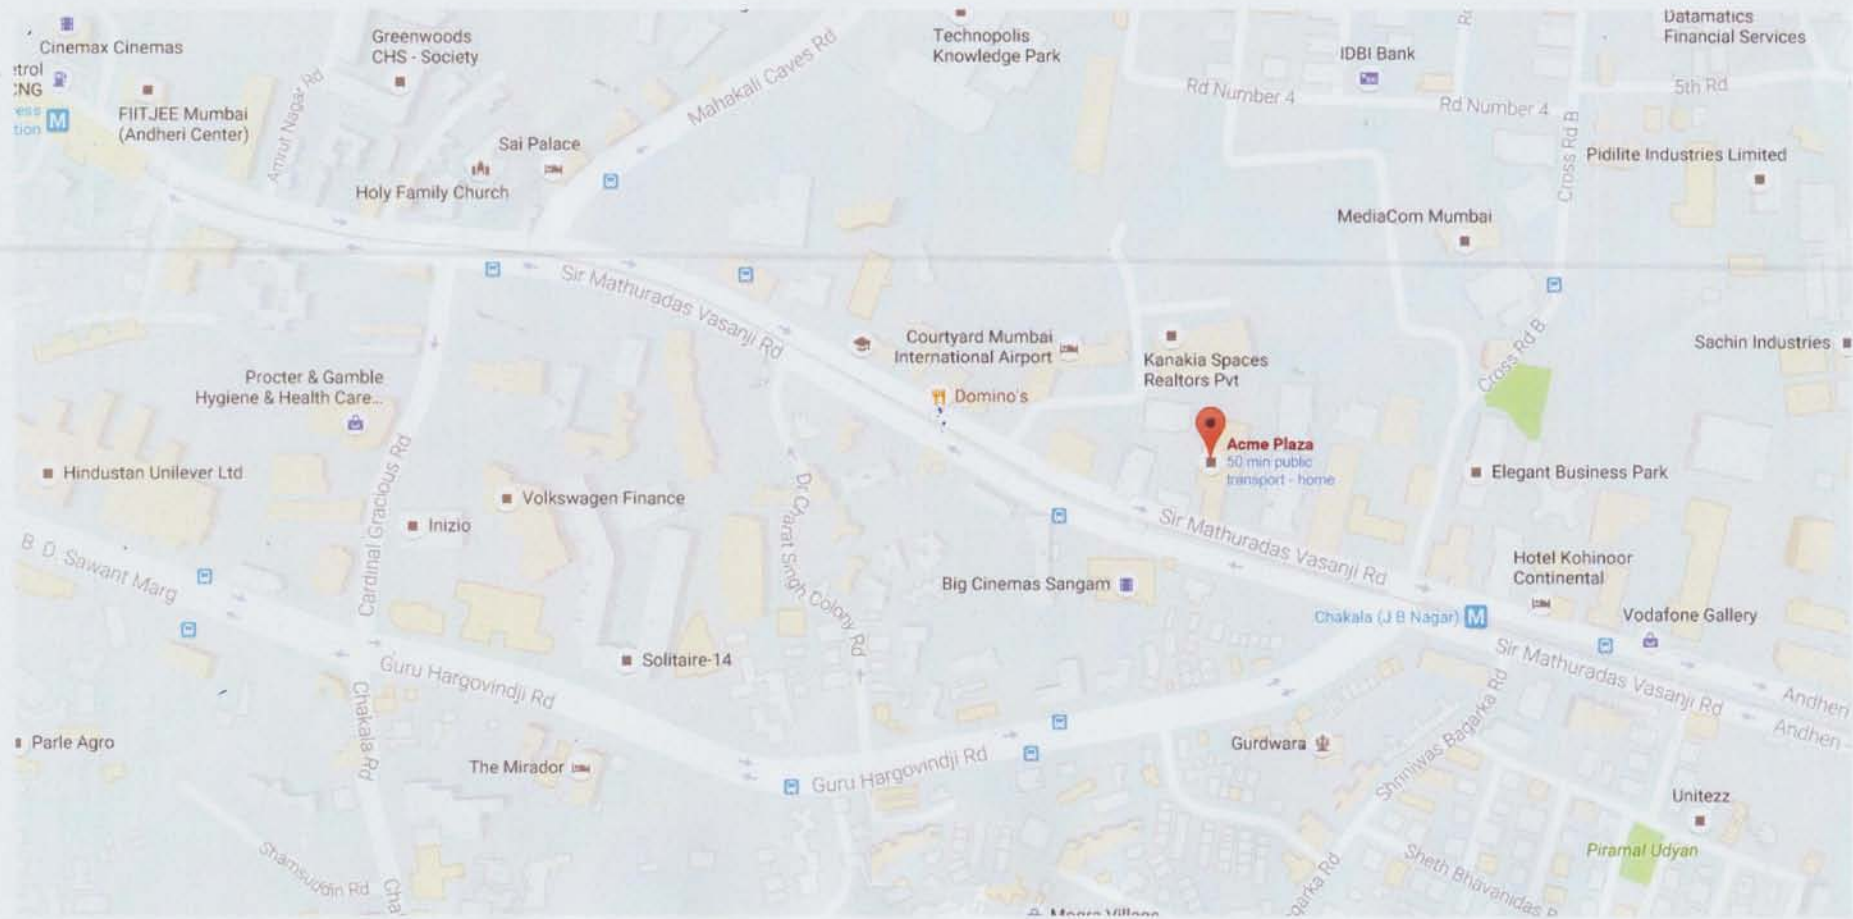 Cinemax Cinemas
Greenwoods
CHS - Society
Technopolis
Knowledge Park
IDBI Bank
Datamatics
Financial Services
etrol
CNG
ess
tion
M
FIITJEE Mumbai
(Andheri Center)
Amrut Nagar Rd
Mahakali Caves Rd
Rd Number 4
Rd Number 4
5th Rd
Cross Rd B
Sai Palace
Holy Family Church
Pidilite Industries Limited
MediaCom Mumbai
Sir Mathuradas Vasanji Rd
Courtyard Mumbai
International Airport
Kanakia Spaces
Realtors Pvt
Cross Rd B
Sachin Industries
Procter & Gamble
Hygiene & Health Care...
Domino's
Acme Plaza
50 min public
transport - home
Hindustan Unilever Ltd
Cardinal Gracious Rd
Volkswagen Finance
Inizio
Dr Charat Singh Colony Rd
Elegant Business Park
Sir Mathuradas Vasanji Rd
B. D. Sawant Marg
Big Cinemas Sangam
Hotel Kohinoor
Continental
Chakala (J B Nagar)
M
Vodafone Gallery
Solitaire-14
Guru Hargovindji Rd
Sir Mathuradas Vasanji Rd
Andheri
Andheri
Chakala Rd
Parle Agro
The Mirador
Guru Hargovindji Rd
Gurdwara
Shriniwas Bagarka Rd
Unitezz
Piramal Udyan
Shamsuddin Rd
Cha
garka Rd
Sheth Bhavanidas